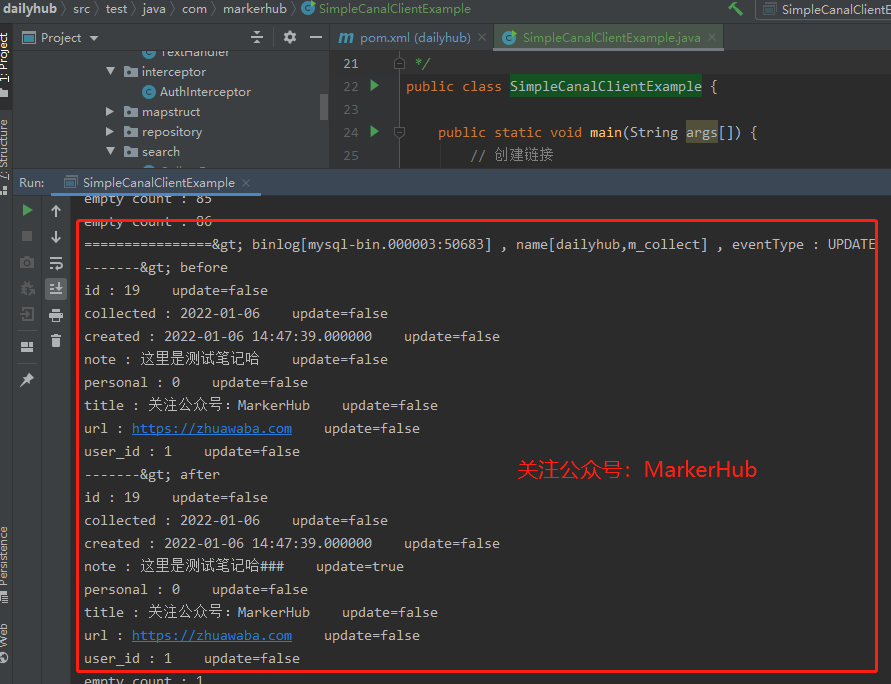 dailyhub src test java com markerhub SimpleCanalClientExample
Project
pom.xml (dailyhub)
SimpleCanalClientExample.java
1: Project
TextHandler
interceptor
AuthInterceptor
mapstruct
repository
search
21 */
22 public class SimpleCanalClientExample {
23
24 public static void main(String args[]) {
25 // 创建链接
Z: Structure
Run: SimpleCanalClientExample
empty count : 85
empty count : 86
================&gt; binlog[mysql-bin.000003:50683] , name[dailyhub,m_collect] , eventType : UPDATE
-------&gt; before
id : 19    update=false
collected : 2022-01-06    update=false
created : 2022-01-06 14:47:39.000000    update=false
note : 这里是测试笔记哈    update=false
personal : 0    update=false
title : 关注公众号：MarkerHub    update=false
url : https://zhuawaba.com    update=false
user_id : 1    update=false
-------&gt; after
关注公众号：MarkerHub
id : 19    update=false
collected : 2022-01-06    update=false
created : 2022-01-06 14:47:39.000000    update=false
note : 这里是测试笔记哈###    update=true
personal : 0    update=false
title : 关注公众号：MarkerHub    update=false
url : https://zhuawaba.com    update=false
user_id : 1    update=false
empty count : 1
Persistence
Web